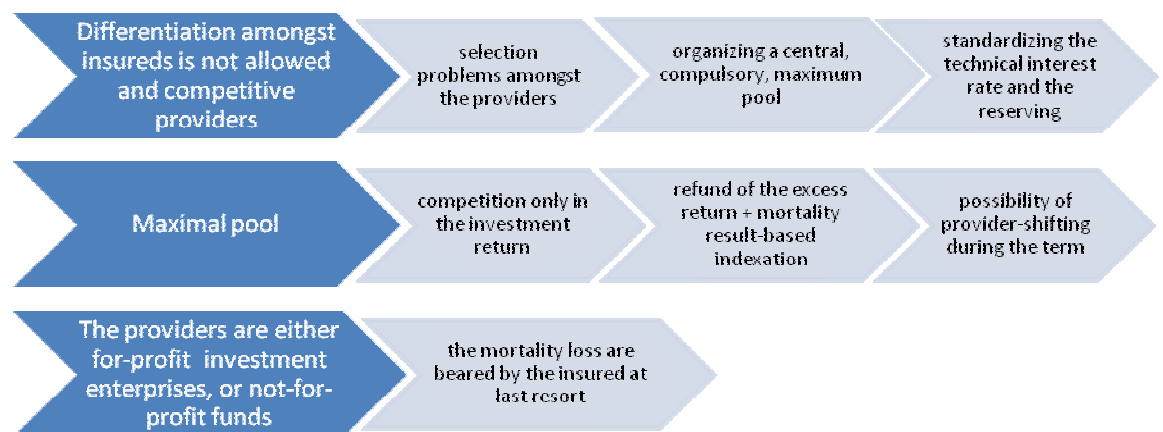 Differentiation amongst
insureds is not allowed
and competitive
providers
selection
problems amongst
the providers
organizing a central,
compulsory, maximum
pool
standardizing the
technical interest
rate and the
reserving
Maximal pool
competition only in
the investment
return
refund of the excess
return + mortality
result-based
indexation
possibility of
provider-shifting
during the term
The providers are either
for-profit investment
enterprises, or not-for-
profit funds
the mortality loss are
beared by the insured at
last resort